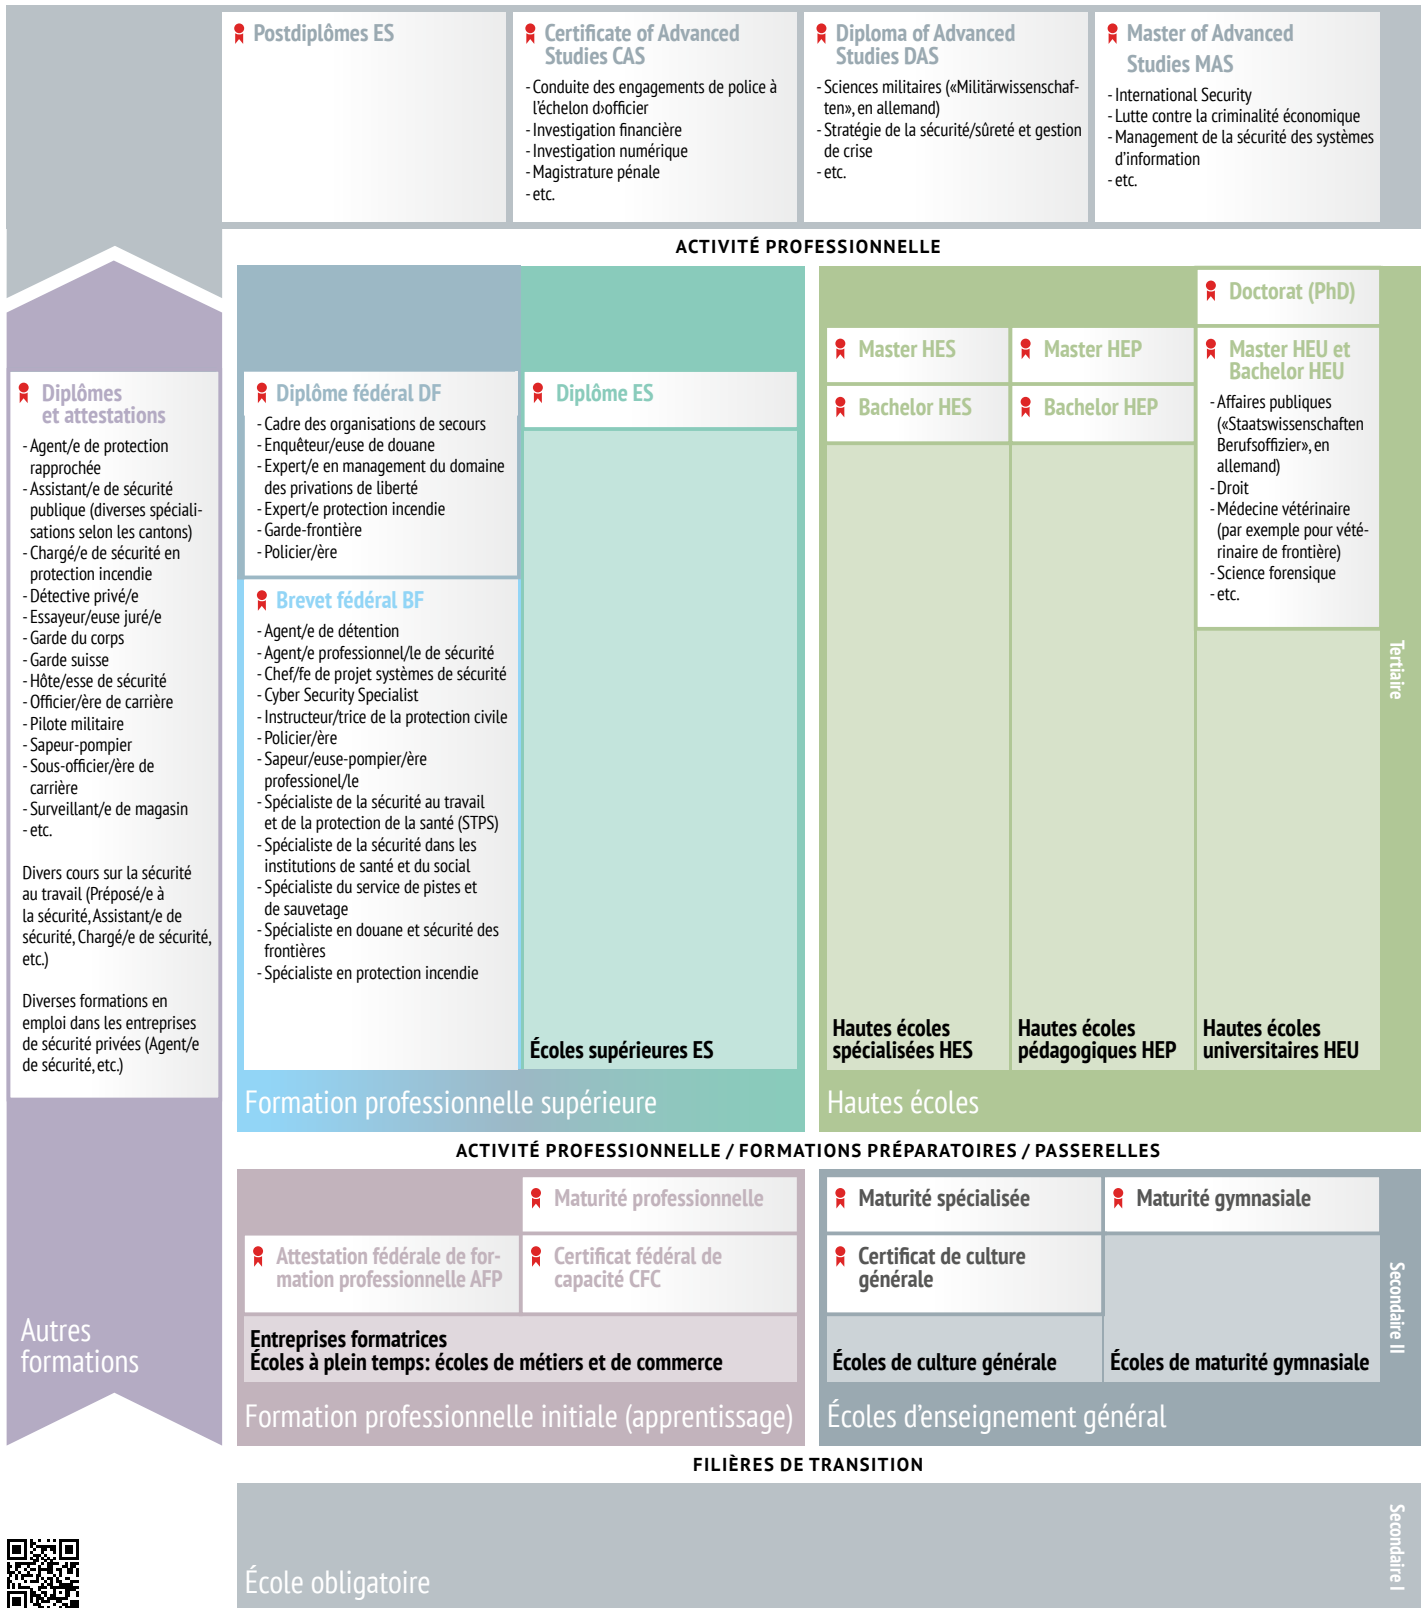 Postdiplômes ES
Certificate of Advanced
Studies CAS
- Conduite des engagements de police à
l'échelon d›officier
- Investigation financière
- Investigation numérique
- Magistrature pénale
- etc.
Diploma of Advanced
Studies DAS
- Sciences militaires («Militärwissenschaf-
ten», en allemand)
- Stratégie de la sécurité/sûreté et gestion
de crise
- etc.
Master of Advanced
Studies MAS
- International Security
- Lutte contre la criminalité économique
- Management de la sécurité des systèmes
d'information
- etc.
ACTIVITÉ PROFESSIONNELLE
Diplômes
et attestations
- Agent/e de protection
rapprochée
- Assistant/e de sécurité
publique (diverses spéciali-
sations selon les cantons)
- Chargé/e de sécurité en
protection incendie
- Détective privé/e
- Essayeur/euse juré/e
- Garde du corps
- Garde suisse
- Hôte/esse de sécurité
- Officier/ère de carrière
- Pilote militaire
- Sapeur-pompier
- Sous-officier/ère de
carrière
- Surveillant/e de magasin
- etc.
Divers cours sur la sécurité
au travail (Préposé/e à
la sécurité, Assistant/e de
sécurité, Chargé/e de sécurité,
etc.)
Diverses formations en
emploi dans les entreprises
de sécurité privées (Agent/e
de sécurité, etc.)
Autres
formations
Diplôme fédéral DF
- Cadre des organisations de secours
- Enquêteur/euse de douane
- Expert/e en management du domaine
des privations de liberté
- Expert/e protection incendie
- Garde-frontière
- Policier/ère
Brevet fédéral BF
- Agent/e de détention
- Agent/e professionnel/le de sécurité
- Chef/fe de projet systèmes de sécurité
- Cyber Security Specialist
- Instructeur/trice de la protection civile
- Policier/ère
- Sapeur/euse-pompier/ère
professionel/le
- Spécialiste de la sécurité au travail
et de la protection de la santé (STPS)
- Spécialiste de la sécurité dans les
institutions de santé et du social
- Spécialiste du service de pistes et
de sauvetage
- Spécialiste en douane et sécurité des
frontières
- Spécialiste en protection incendie
Diplôme ES
Écoles supérieures ES
Formation professionnelle supérieure
Master HES
Bachelor HES
Hautes écoles
spécialisées HES
Master HEP
Bachelor HEP
Hautes écoles
pédagogiques HEP
Doctorat (PhD)
Master HEU et
Bachelor HEU
- Affaires publiques
(«Staatswissenschaften
Berufsoffizier», en
allemand)
- Droit
- Médecine vétérinaire
(par exemple pour vété-
rinaire de frontière)
- Science forensique
- etc.
Hautes écoles
universitaires HEU
Hautes écoles
Tertiaire
ACTIVITÉ PROFESSIONNELLE / FORMATIONS PRÉPARATOIRES / PASSERELLES
Maturité professionnelle
Attestation fédérale de for-
mation professionnelle AFP
Certificat fédéral de
capacité CFC
Entreprises formatrices
Écoles à plein temps: écoles de métiers et de commerce
Formation professionnelle initiale (apprentissage)
Maturité spécialisée
Certificat de culture
générale
Écoles de culture générale
Maturité gymnasiale
Écoles de maturité gymnasiale
Écoles d'enseignement général
Secondaire II
FILIÈRES DE TRANSITION
École obligatoire
Secondaire I